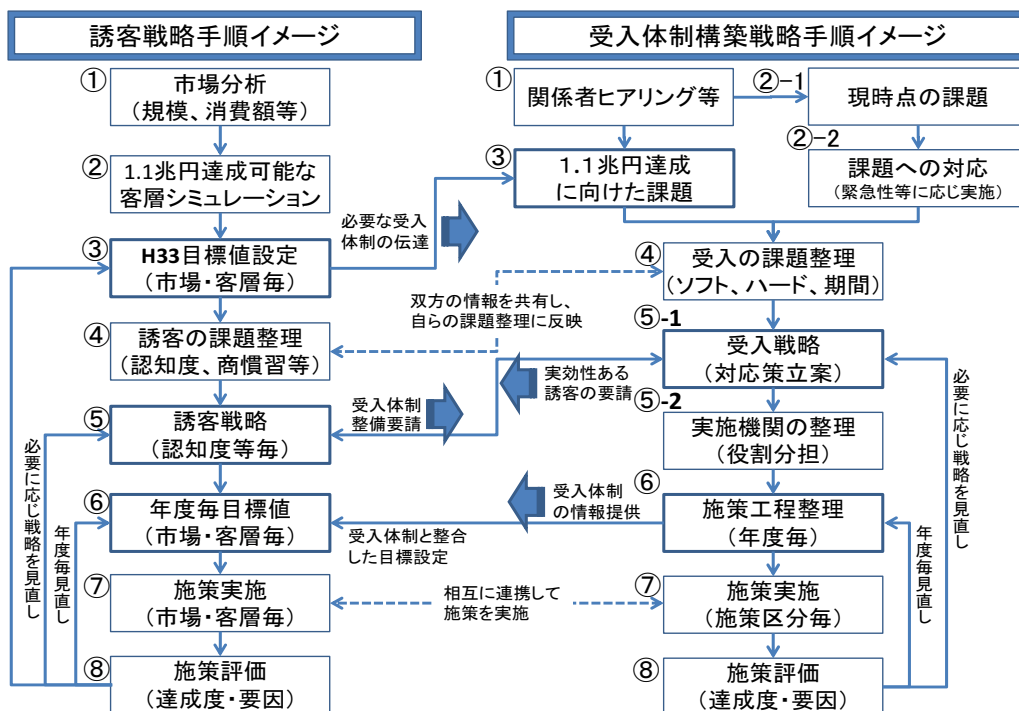 誘客戦略手順イメージ
①
市場分析
（規模、消費額等）
②
1.1兆円達成可能な
客層シミュレーション
③
H33目標値設定
（市場・客層毎）
④
誘客の課題整理
（認知度、商慣習等）
⑤
誘客戦略
（認知度等毎）
⑥
年度毎目標値
（市場・客層毎）
⑦
施策実施
（市場・客層毎）
⑧
施策評価
（達成度・要因）
必要に応じ戦略を見直し
年度毎見直し
必要な受入
体制の伝達
双方の情報を共有し、
自らの課題整理に反映
実効性ある
誘客の要請
受入体制
整備要請
受入体制
の情報提供
受入体制と整合
した目標設定
相互に連携して
施策を実施
受入体制構築戦略手順イメージ
①
関係者ヒアリング等
②-1
現時点の課題
②-2
課題への対応
（緊急性等に応じ実施）
③
1.1兆円達成
に向けた課題
④
受入の課題整理
（ソフト、ハード、期間）
⑤-1
受入戦略
（対応策立案）
⑤-2
実施機関の整理
（役割分担）
⑥
施策工程整理
（年度毎）
⑦
施策実施
（施策区分毎）
⑧
施策評価
（達成度・要因）
年度毎見直し
必要に応じ戦略を見直し